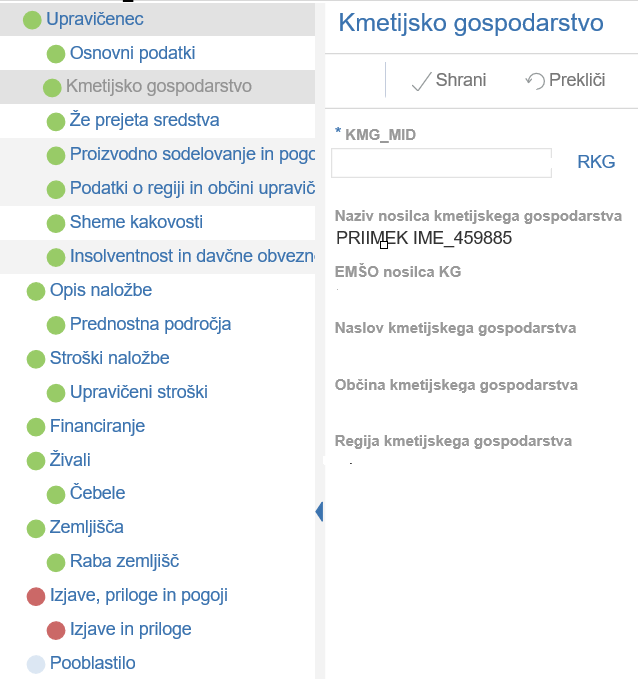 Upravičenec
Osnovni podatki
Kmetijsko gospodarstvo
Že prejeta sredstva
Proizvodno sodelovanje in pogo
Podatki o regiji in občini upravič
Sheme kakovosti
Insolventnost in davčne obvezn
Opis naložbe
Prednostna področja
Stroški naložbe
Upravičeni stroški
Financiranje
Živali
Čebele
Zemljišča
Raba zemljišč
Izjave, priloge in pogoji
Izjave in priloge
Pooblastilo
Kmetijsko gospodarstvo
Shrani Prekliči
* KMG_MID
RKG
Naziv nosilca kmetijskega gospodarstva
PRIIMEK IME_459885
EMŠO nosilca KG
Naslov kmetijskega gospodarstva
Občina kmetijskega gospodarstva
Regija kmetijskega gospodarstva